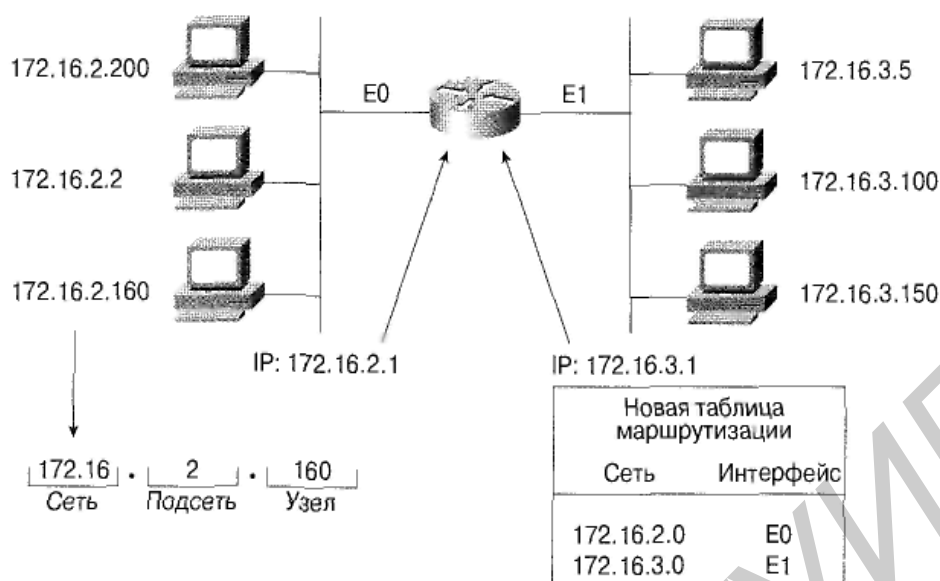 172.16.2.200
E0
E1
172.16.3.5
172.16.2.2
172.16.3.100
172.16.2.160
172.16.3.150
IP: 172.16.2.1
IP: 172.16.3.1
172.16 . 2 . 160
Сеть Подсеть Узел
Новая таблица
маршрутизации
Сеть Интерфейс
172.16.2.0 E0
172.16.3.0 E1